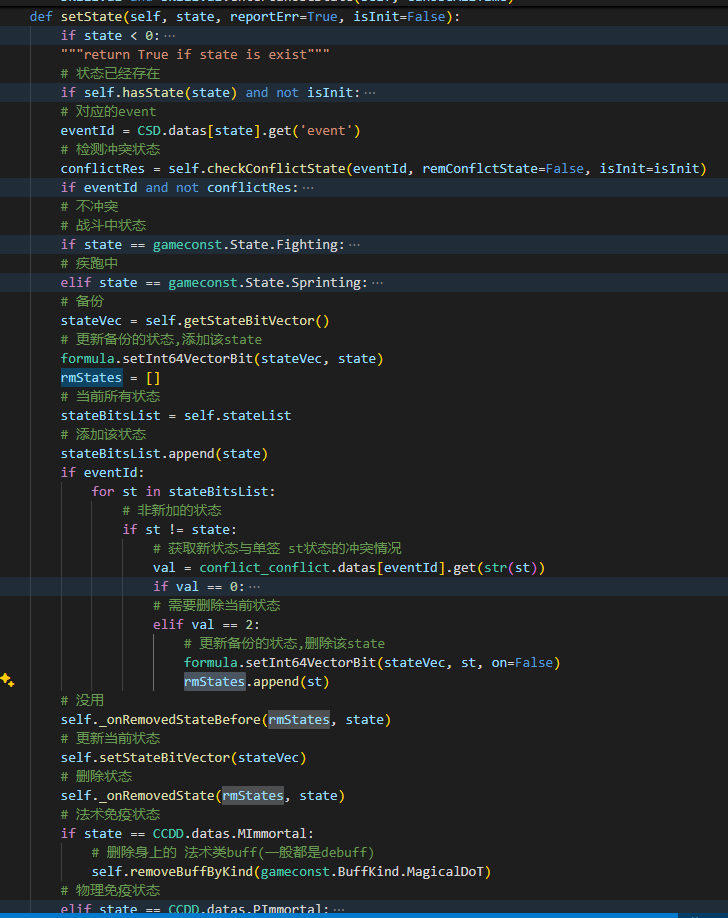 def setState(self, state, reportErr=True, isInit=False):
if state < 0:…
"""return True if state is exist"""
# 状态已经存在
if self.hasState(state) and not isInit:…
# 对应的event
eventId = CSD.datas[state].get('event')
# 检测冲突状态
conflictRes = self.checkConflictState(eventId, remConflctState=False, isInit=isInit)
if eventId and not conflictRes:…
# 不冲突
# 战斗中状态
if state == gameconst.State.Fighting:…
# 疾跑中
elif state == gameconst.State.Sprinting:…
# 备份
stateVec = self.getStateBitVector()
# 更新备份的状态,添加该state
formula.setInt64VectorBit(stateVec, state)
rmStates = []
# 当前所有状态
stateBitsList = self.stateList
# 添加该状态
stateBitsList.append(state)
if eventId:
for st in stateBitsList:
# 非新加的状态
if st != state:
# 获取新状态与单签 st状态的冲突情况
val = conflict_conflict.datas[eventId].get(str(st))
if val == 0:…
# 需要删除当前状态
elif val == 2:
# 更新备份的状态,删除该state
formula.setInt64VectorBit(stateVec, st, on=False)
rmStates.append(st)
# 没用
self._onRemovedStateBefore(rmStates, state)
# 更新当前状态
self.setStateBitVector(stateVec)
# 删除状态
self._onRemovedState(rmStates, state)
# 法术免疫状态
if state == CCDD.datas.MImmortal:
# 删除身上的 法术类buff(一般都是debuff)
self.removeBuffByKind(gameconst.BuffKind.MagicalDoT)
# 物理免疫状态
elif state == CCDD.datas.PImmortal:…